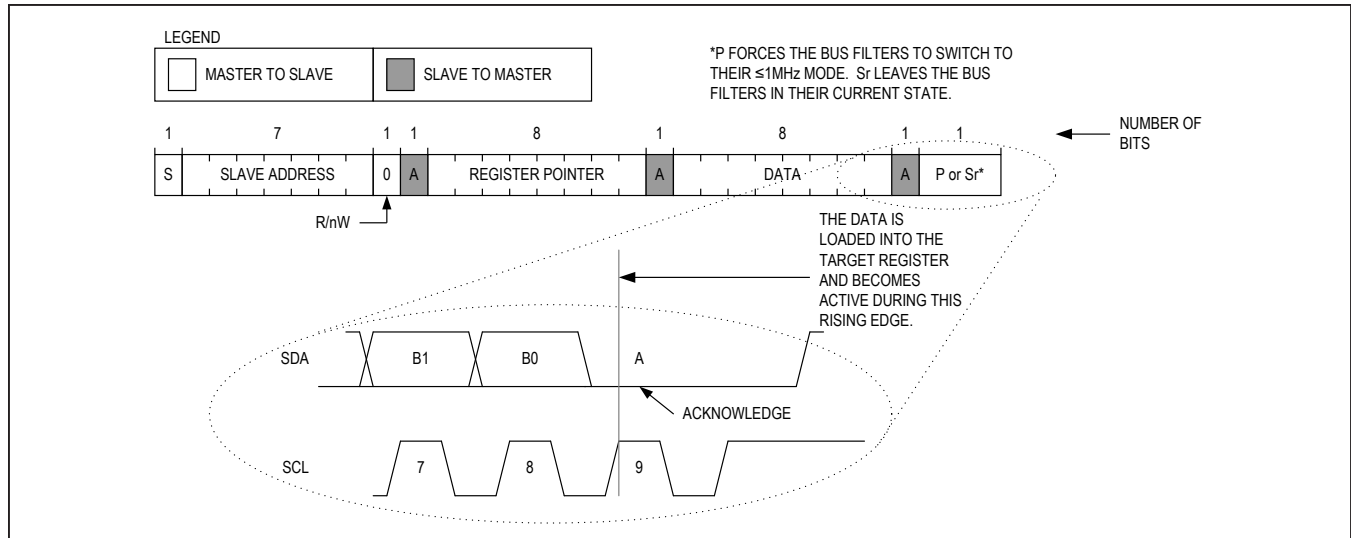 LEGEND
MASTER TO SLAVE
SLAVE TO MASTER
*P FORCES THE BUS FILTERS TO SWITCH TO
THEIR ≤1MHz MODE. Sr LEAVES THE BUS
FILTERS IN THEIR CURRENT STATE.
1 7 1 1 8 1 8 1 1
NUMBER OF
BITS
S SLAVE ADDRESS 0 A REGISTER POINTER A DATA A P or Sr*
R/nW
THE DATA IS
LOADED INTO THE
TARGET REGISTER
AND BECOMES
ACTIVE DURING THIS
RISING EDGE.
SDA B1 B0 A
ACKNOWLEDGE
SCL 7 8 9